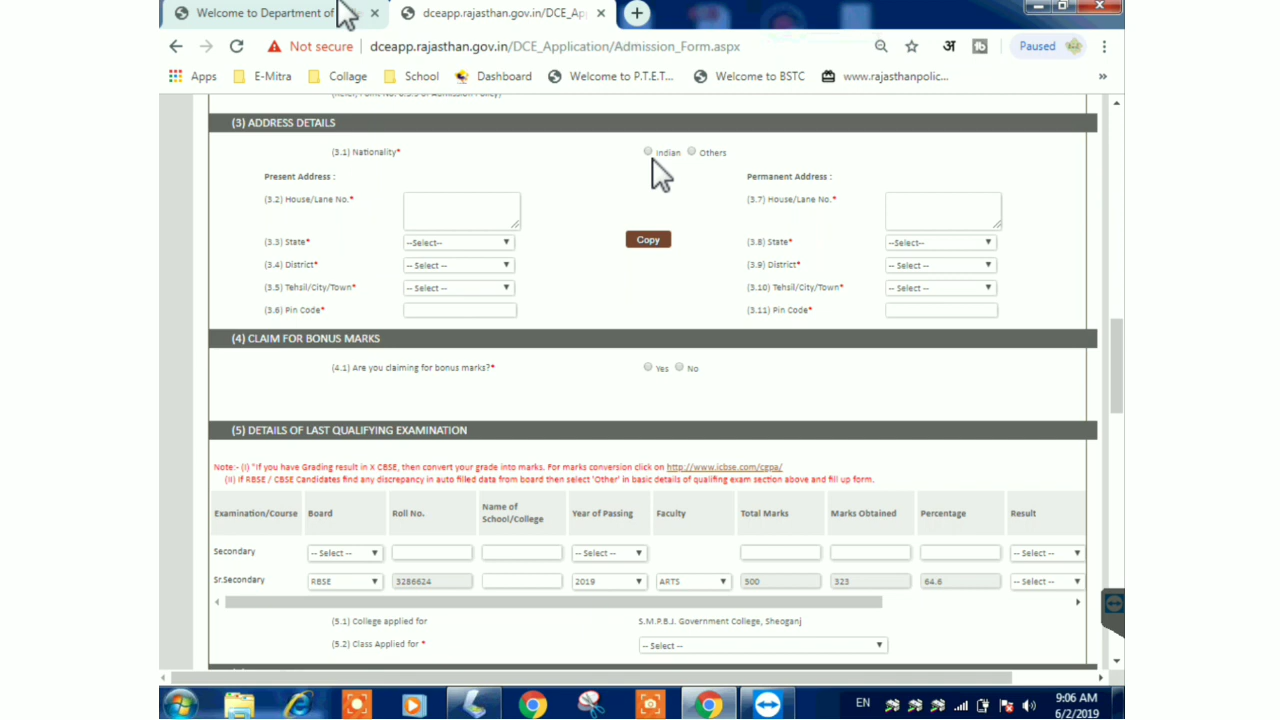 Welcome to Department of
dceapp.rajasthan.gov.in/DCE_Ap
Not secure
dceapp.rajasthan.gov.in/DCE_Application/Admission_Form.aspx
अ
Paused
Apps E-Mitra Collage School Dashboard Welcome to P.T.E.T... Welcome to BSTC www.rajasthanpolic... »
(3) ADDRESS DETAILS
(3.1) Nationality* Indian Others
Present Address : Permanent Address :
(3.2) House/Lane No.* (3.7) House/Lane No.*
(3.3) State* --Select-- Copy (3.8) State* --Select--
(3.4) District* -- Select -- (3.9) District* -- Select --
(3.5) Tehsil/City/Town* -- Select -- (3.10) Tehsil/City/Town* -- Select --
(3.6) Pin Code* (3.11) Pin Code*
(4) CLAIM FOR BONUS MARKS
(4.1) Are you claiming for bonus marks?* Yes No
(5) DETAILS OF LAST QUALIFYING EXAMINATION
Note:- (I) "If you have Grading result in X CBSE, then convert your grade into marks. For marks conversion click on http://www.icbse.com/cgpa/
(II) If RBSE / CBSE Candidates find any discrepancy in auto filled data from board then select 'Other' in basic details of qualifing exam section above and fill up form.
Examination/Course Board Roll No. Name of School/College Year of Passing Faculty Total Marks Marks Obtained Percentage Result
Secondary -- Select -- -- Select -- -- Select --
Sr.Secondary RBSE 3286624 2019 ARTS 500 323 64.6 -- Select --
(5.1) College applied for S.M.P.B.J. Government College, Sheoganj
(5.2) Class Applied for * -- Select --
EN
9:06 AM
6/2/2019